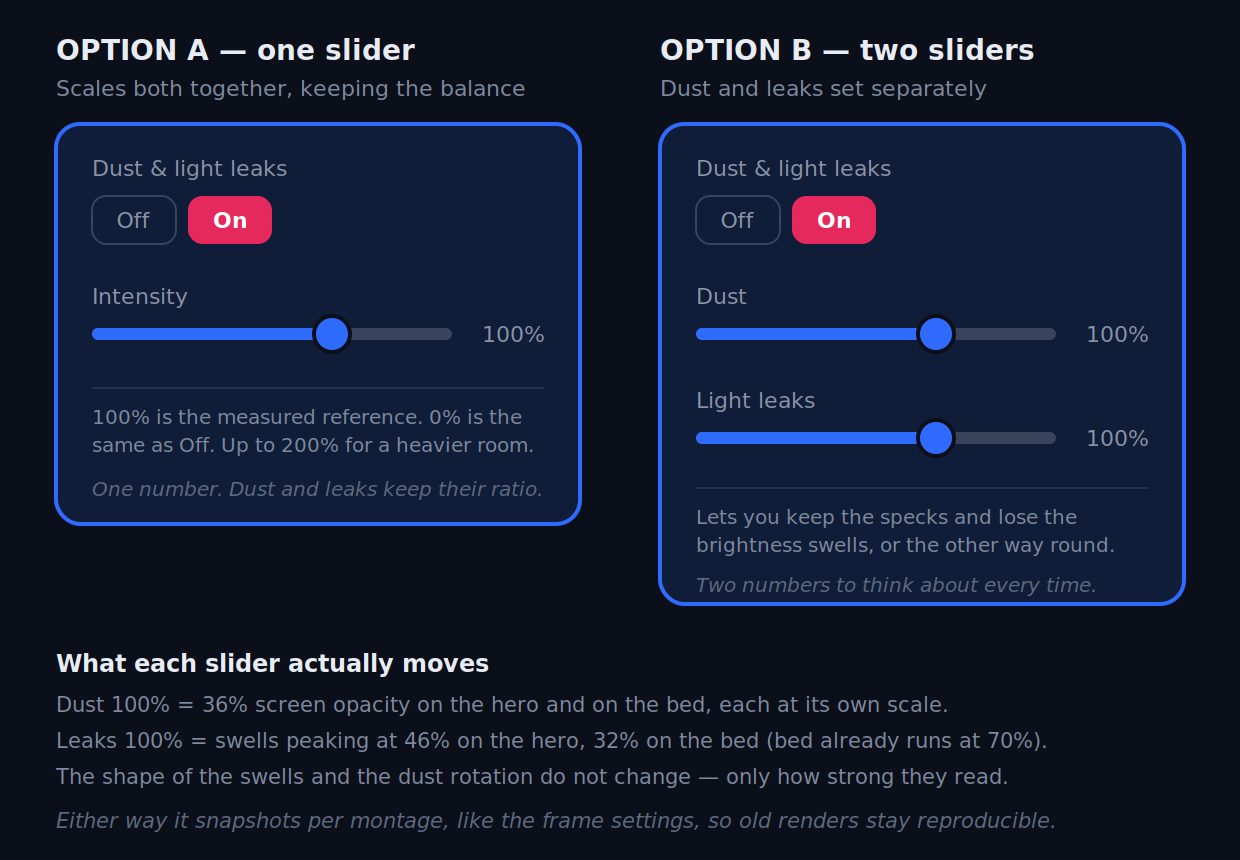 OPTION A — one slider
Scales both together, keeping the balance
Dust & light leaks
Off
On
Intensity
100%
100% is the measured reference. 0% is the
same as Off. Up to 200% for a heavier room.
One number. Dust and leaks keep their ratio.
OPTION B — two sliders
Dust and leaks set separately
Dust & light leaks
Off
On
Dust
100%
Light leaks
100%
Lets you keep the specks and lose the
brightness swells, or the other way round.
Two numbers to think about every time.
What each slider actually moves
Dust 100% = 36% screen opacity on the hero and on the bed, each at its own scale.
Leaks 100% = swells peaking at 46% on the hero, 32% on the bed (bed already runs at 70%).
The shape of the swells and the dust rotation do not change — only how strong they read.
Either way it snapshots per montage, like the frame settings, so old renders stay reproducible.